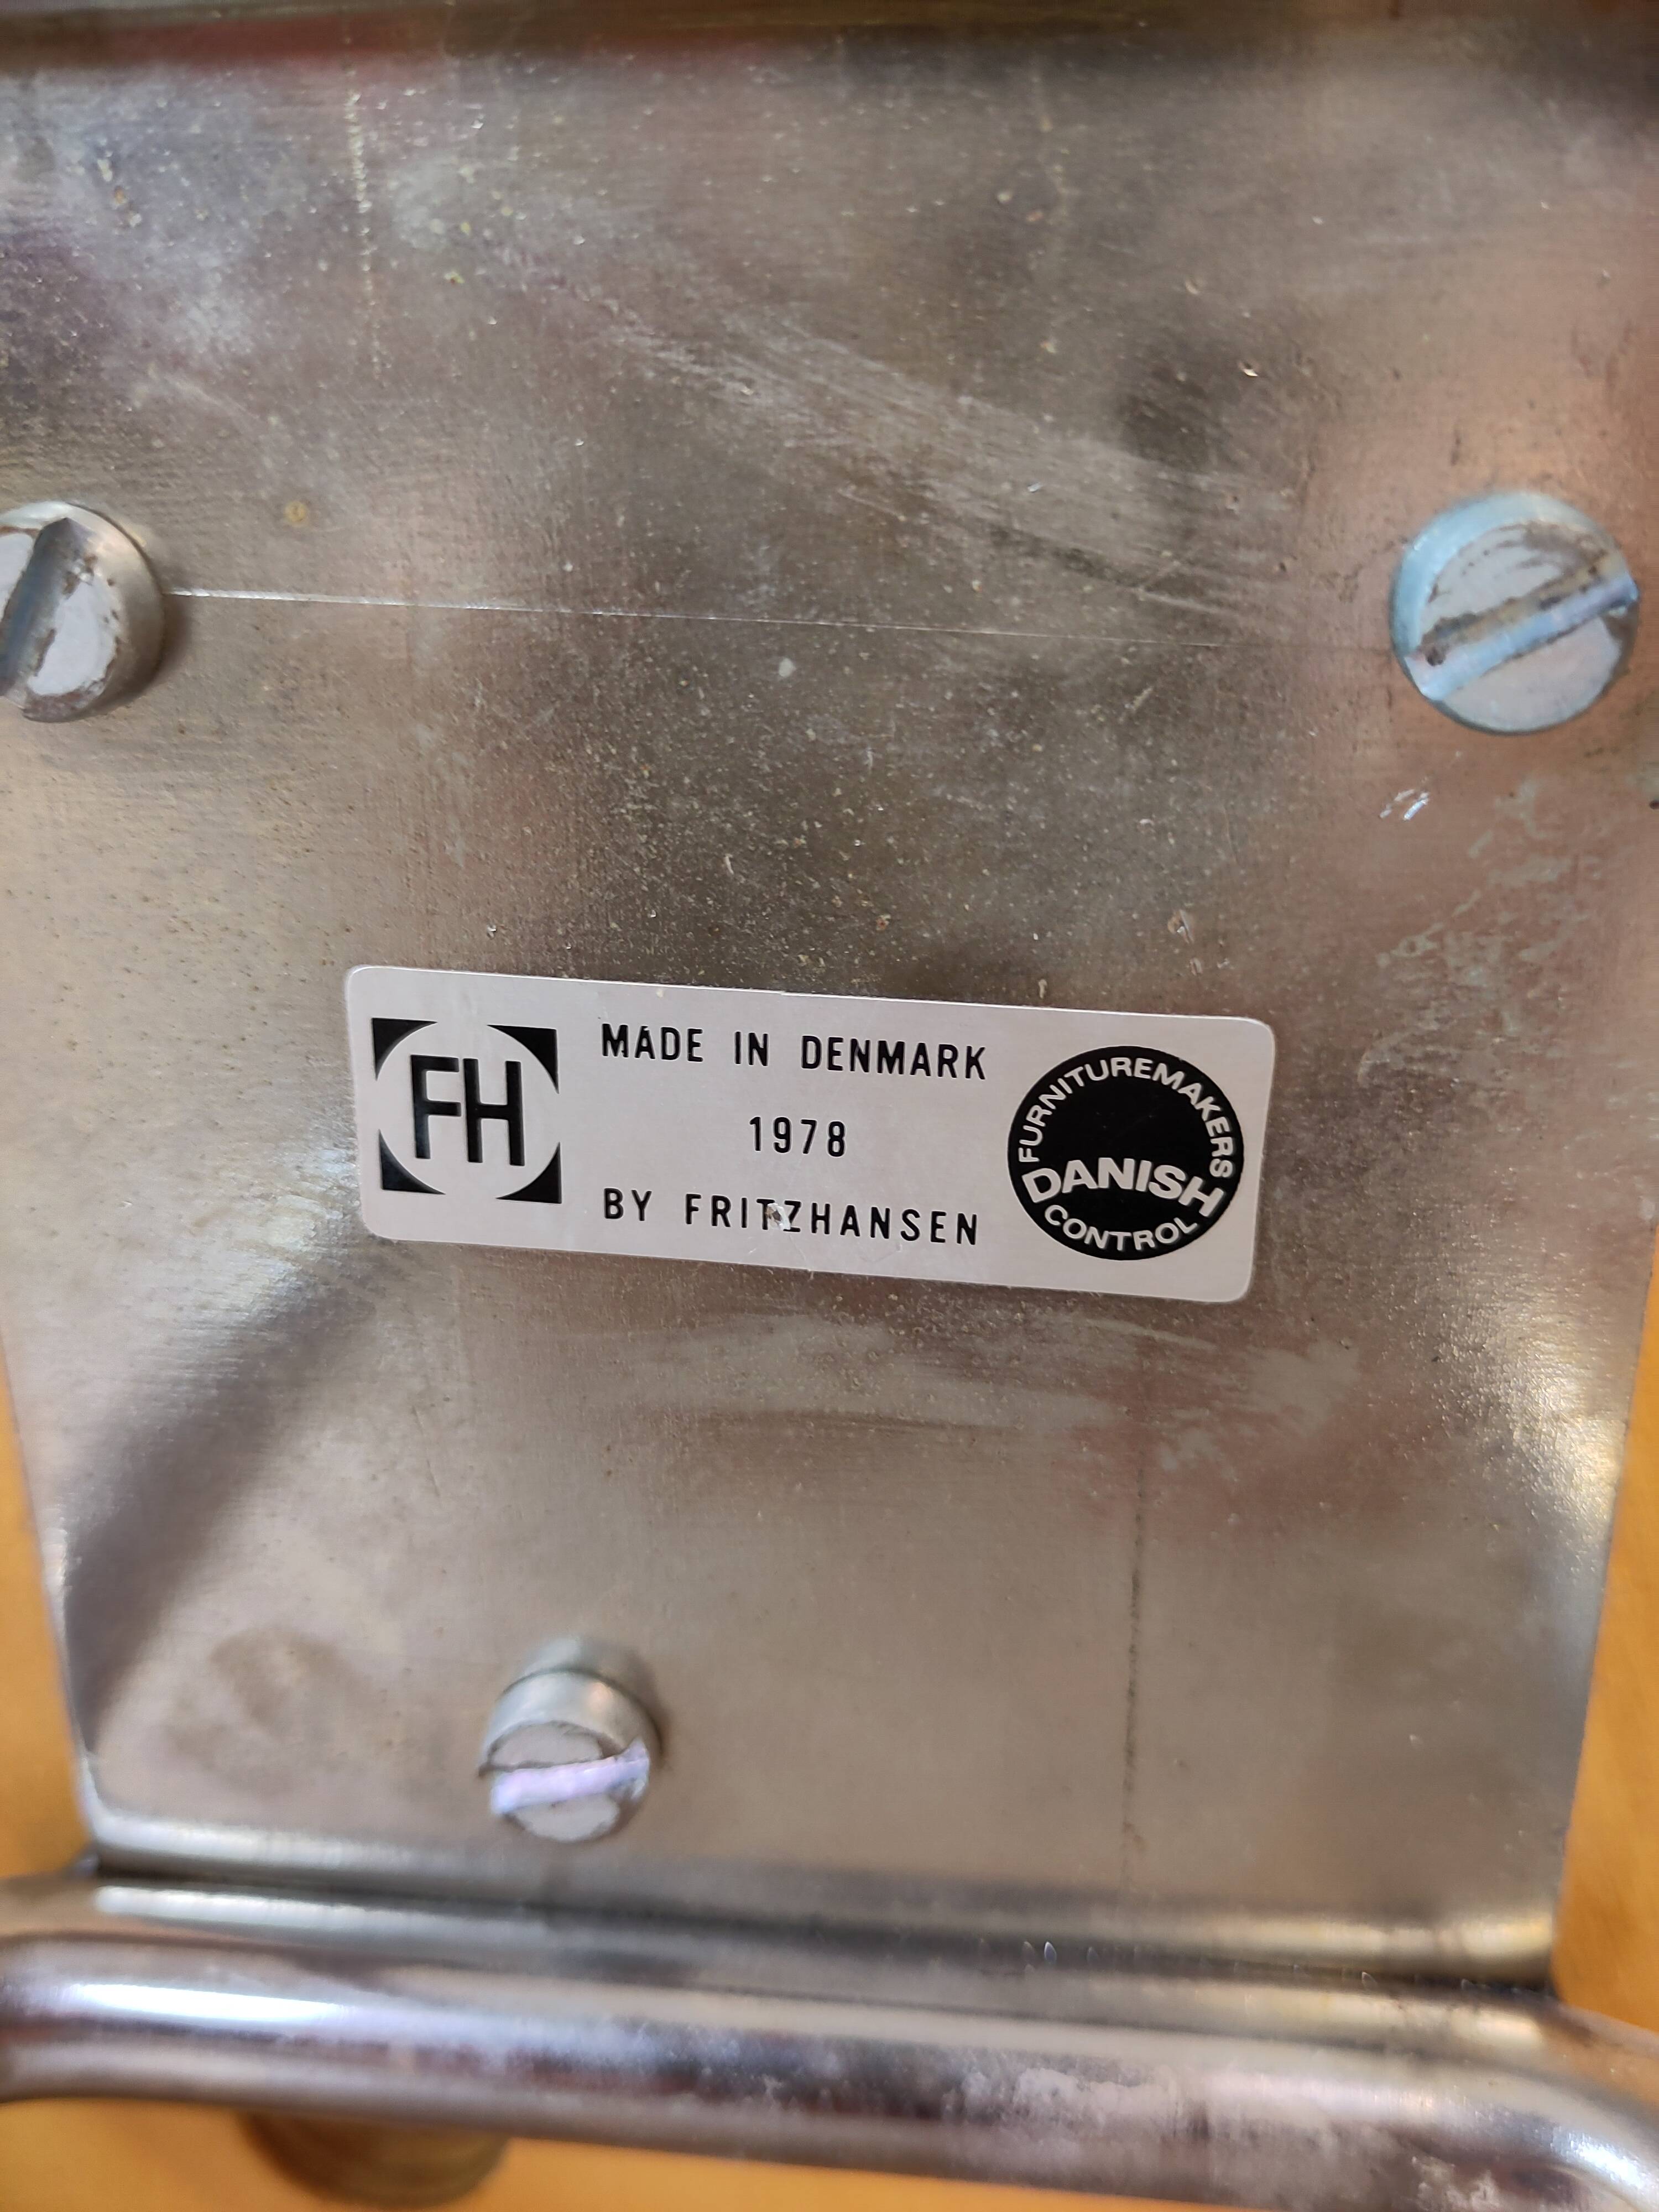 FH
MADE IN DENMARK
1978
BY FRITZHANSEN
FURNITUREMAKERS
DANISH
CONTROL